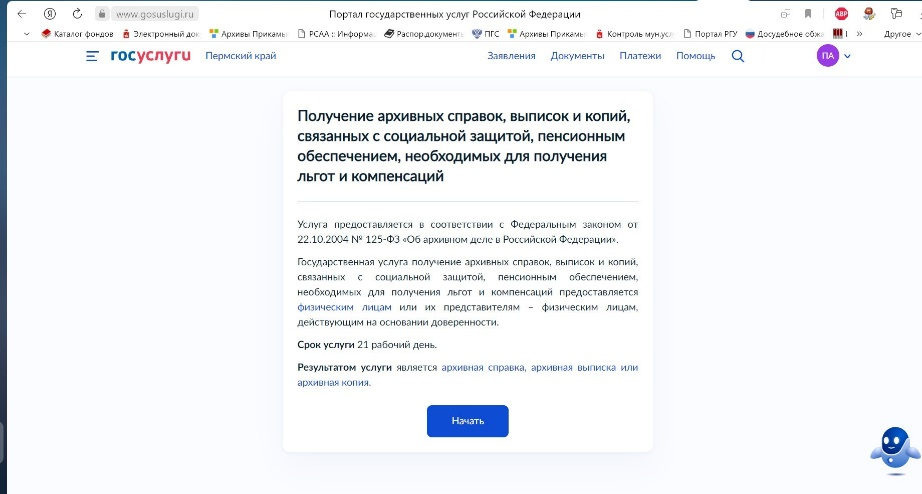 Я www.gosuslugi.ru Портал государственных услуг Российской Федерации ABP
Каталог фондов Электронный док Архивы Прикамь РСАА :: Информа Распор.документ ПГС Архивы Прикамь Контроль мун.усл Портал РГУ Досудебное обжа » Другое
госуслуги Пермский край Заявления Документы Платежи Помощь ПА
Получение архивных справок, выписок и копий,
связанных с социальной защитой, пенсионным
обеспечением, необходимых для получения
льгот и компенсаций
Услуга предоставляется в соответствии с Федеральным законом от
22.10.2004 № 125-ФЗ «Об архивном деле в Российской Федерации».
Государственная услуга получение архивных справок, выписок и копий,
связанных с социальной защитой, пенсионным обеспечением,
необходимых для получения льгот и компенсаций предоставляется
физическим лицам или их представителям – физическим лицам,
действующим на основании доверенности.
Срок услуги 21 рабочий день.
Результатом услуги является архивная справка, архивная выписка или
архивная копия.
Начать